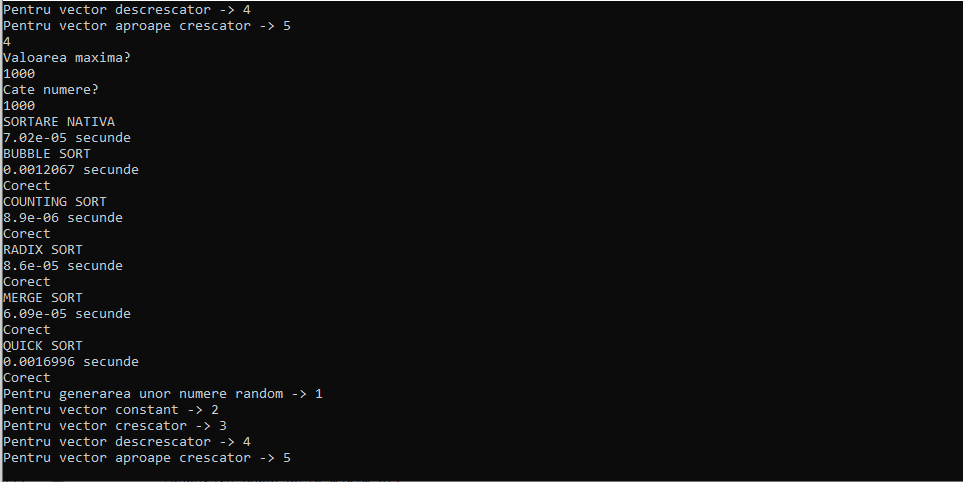 Pentru vector descrescator -> 4
Pentru vector aproape crescator -> 5
4
Valoarea maxima?
1000
Cate numere?
1000
SORTARE NATIVA
7.02e-05 secunde
BUBBLE SORT
0.0012067 secunde
Corect
COUNTING SORT
8.9e-06 secunde
Corect
RADIX SORT
8.6e-05 secunde
Corect
MERGE SORT
6.09e-05 secunde
Corect
QUICK SORT
0.0016996 secunde
Corect
Pentru generarea unor numere random -> 1
Pentru vector constant -> 2
Pentru vector crescator -> 3
Pentru vector descrescator -> 4
Pentru vector aproape crescator -> 5